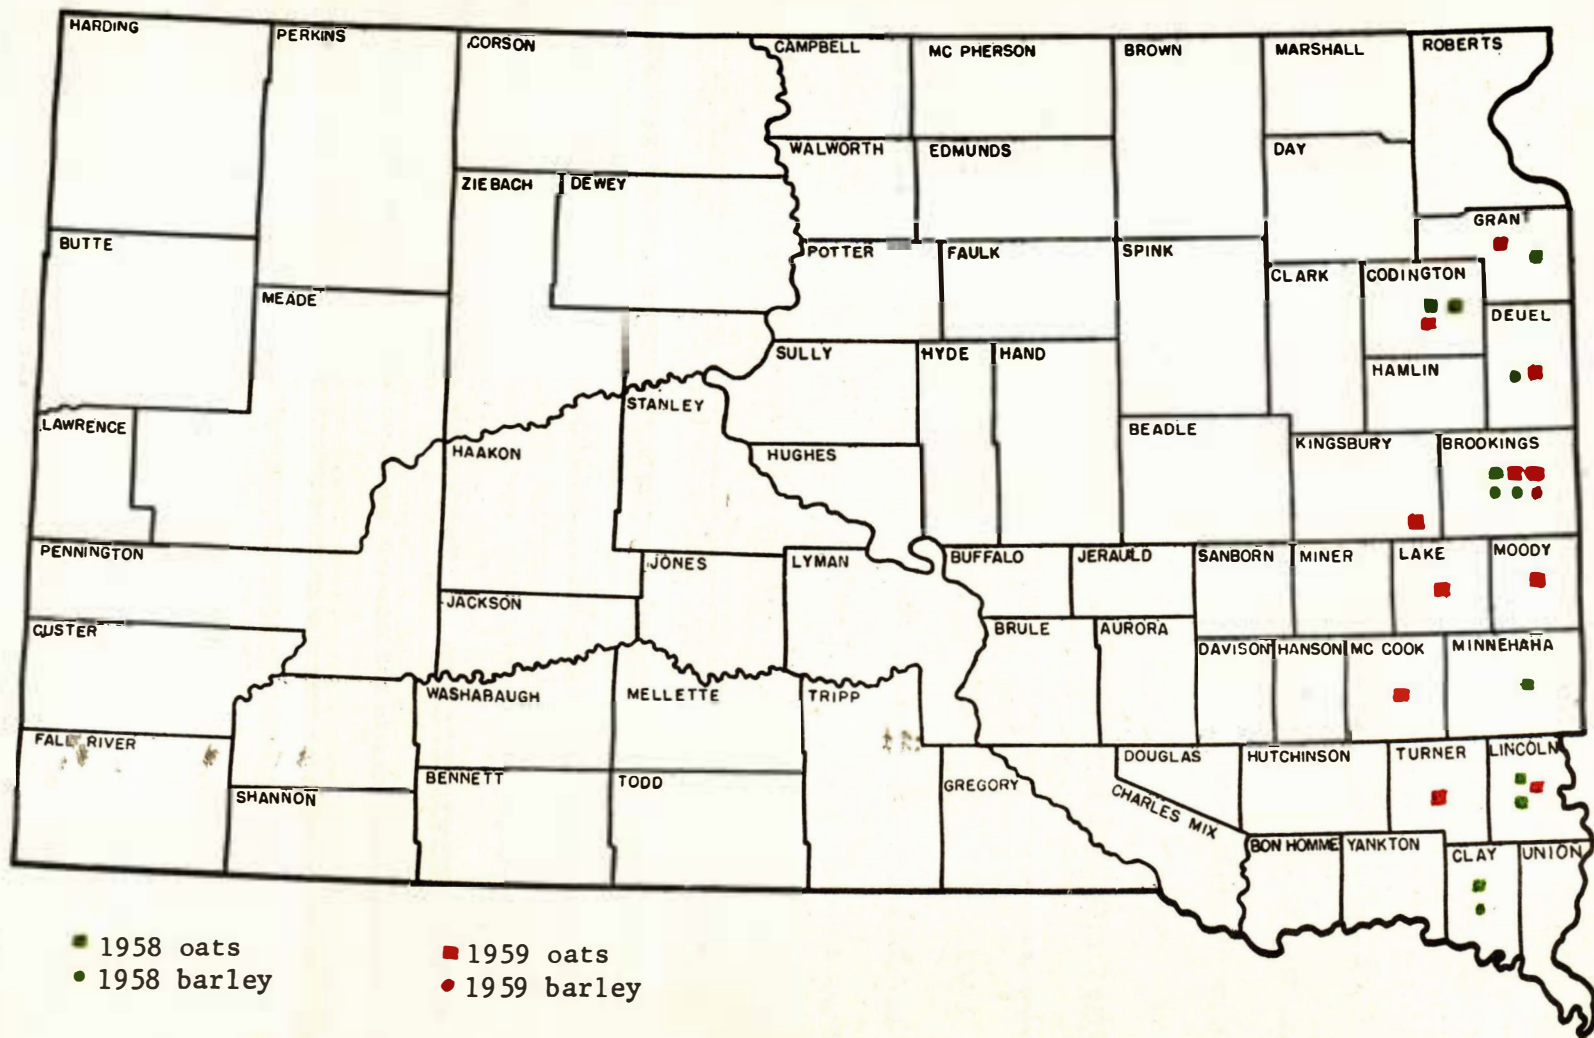 HARDING
PERKINS
CORSON
CAMPBELL
MC PHERSON
BROWN
MARSHALL
ROBERTS
WALWORTH
EDMUNDS
DAY
ZIEBACH
DEWEY
GRANT
BUTTE
POTTER
FAULK
SPINK
CLARK
CODINGTON
MEADE
DEUEL
SULLY
HYDE
HAND
HAMLIN
LAWRENCE
STANLEY
BEADLE
KINGSBURY
BROOKINGS
HAAKON
HUGHES
PENNINGTON
JONES
LYMAN
BUFFALO
JERAULD
SANBORN
MINER
LAKE
MOODY
JACKSON
CUSTER
BRULE
AURORA
DAVISON
HANSON
MC COOK
MINNEHAHA
WASHABAUGH
MELLETTE
TRIPP
FALL RIVER
DOUGLAS
HUTCHINSON
TURNER
LINCOLN
SHANNON
BENNETT
TODD
GREGORY
CHARLES MIX
BON HOMME
YANKTON
CLAY
UNION
1958 oats
1959 oats
1958 barley
1959 barley